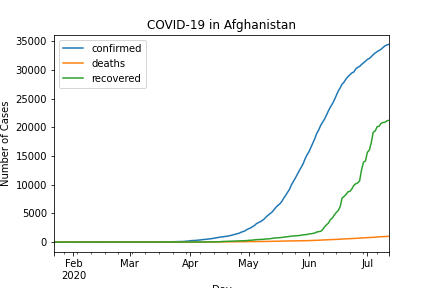 COVID-19 in Afghanistan
confirmed
deaths
recovered
Number of Cases
35000
30000
25000
20000
15000
10000
5000
0
Feb
2020
Mar
Apr
May
Jun
Jul